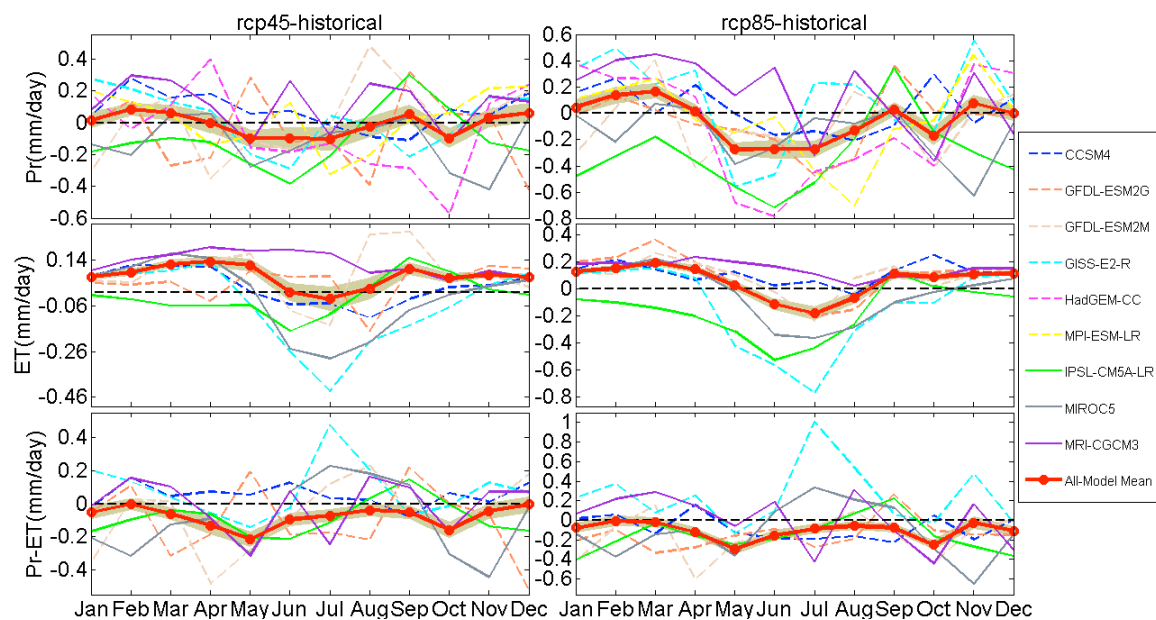 rcp45-historical
rcp85-historical
Pr(mm/day)
0.4
0.2
0
-0.2
-0.4
-0.6
0.6
0.4
0.2
0
-0.2
-0.4
-0.6
-0.8
ET(mm/day)
0.14
-0.06
-0.26
-0.46
0.4
0.2
0
-0.2
-0.4
-0.6
-0.8
Pr-ET(mm/day)
0.4
0.2
0
-0.2
-0.4
1
0.8
0.6
0.4
0.2
0
-0.2
-0.4
-0.6
Jan Feb Mar Apr May Jun Jul Aug Sep Oct Nov Dec
Jan Feb Mar Apr May Jun Jul Aug Sep Oct Nov Dec
CCSM4
GFDL-ESM2G
GFDL-ESM2M
GISS-E2-R
HadGEM-CC
MPI-ESM-LR
IPSL-CM5A-LR
MIROC5
MRI-CGCM3
All-Model Mean